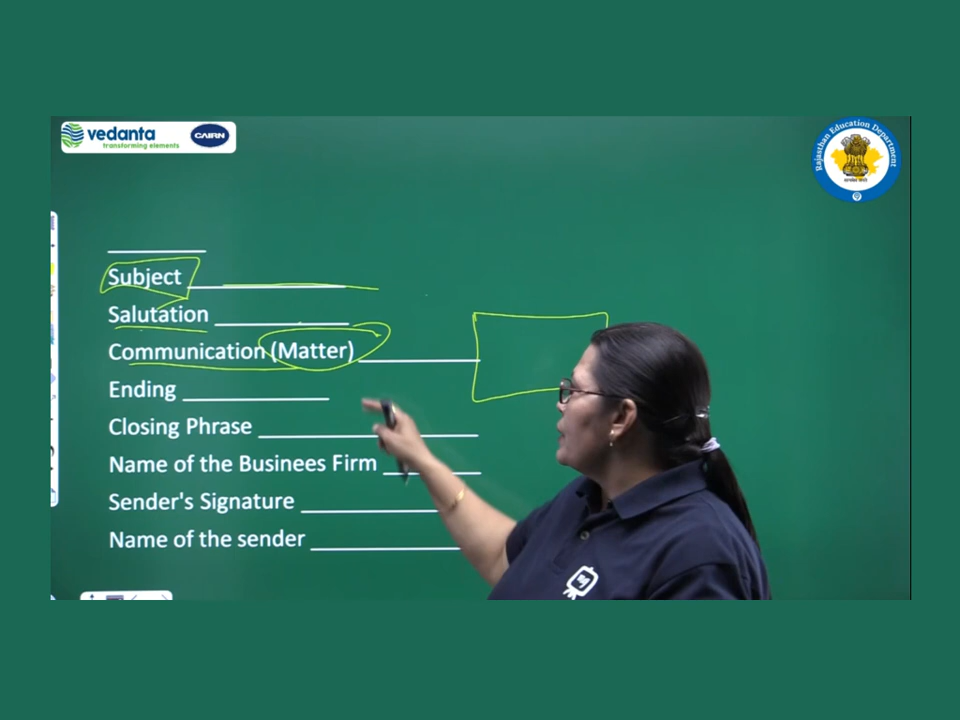 vedanta
transforming elements
CAIRN
Rajasthan Education Department
Subject
Salutation
Communication (Matter)
Ending
Closing Phrase
Name of the Businees Firm
Sender's Signature
Name of the sender